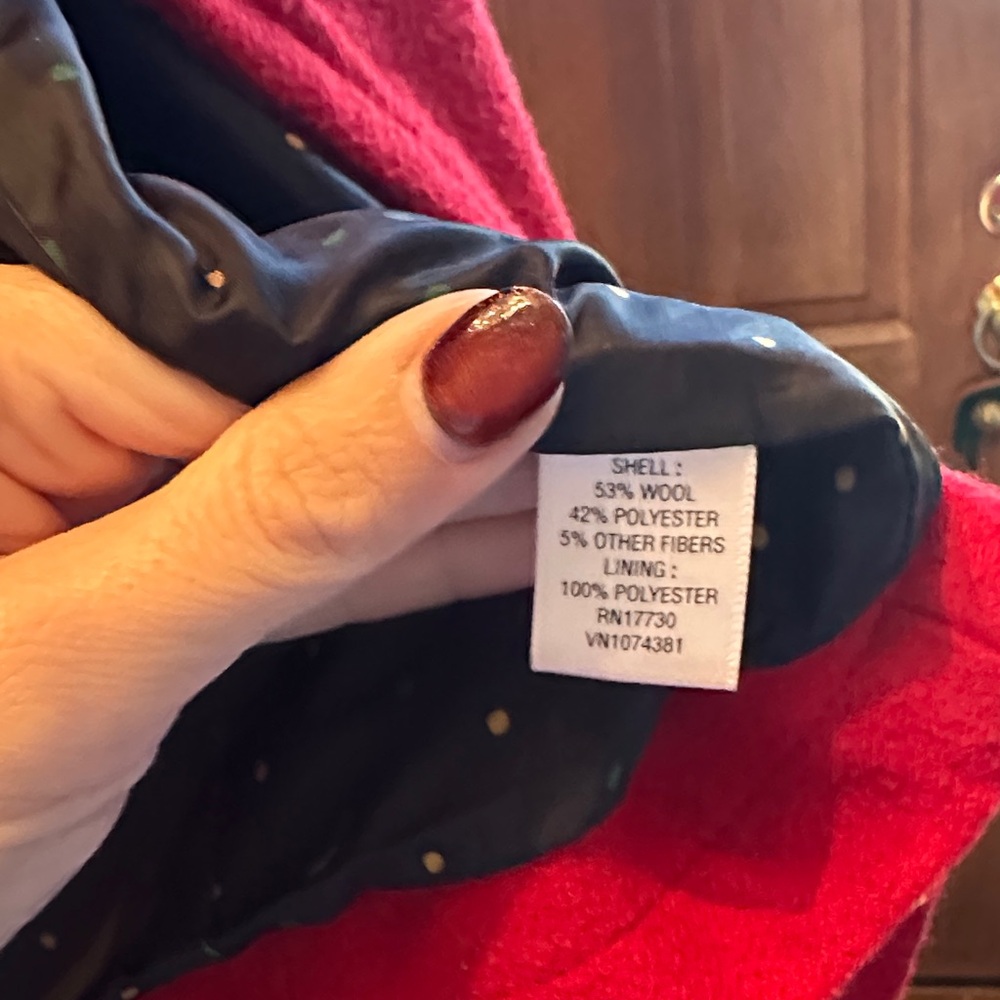 SHELL :
53% WOOL
42% POLYESTER
5% OTHER FIBERS
LINING :
100% POLYESTER
RN17730
VN1074381